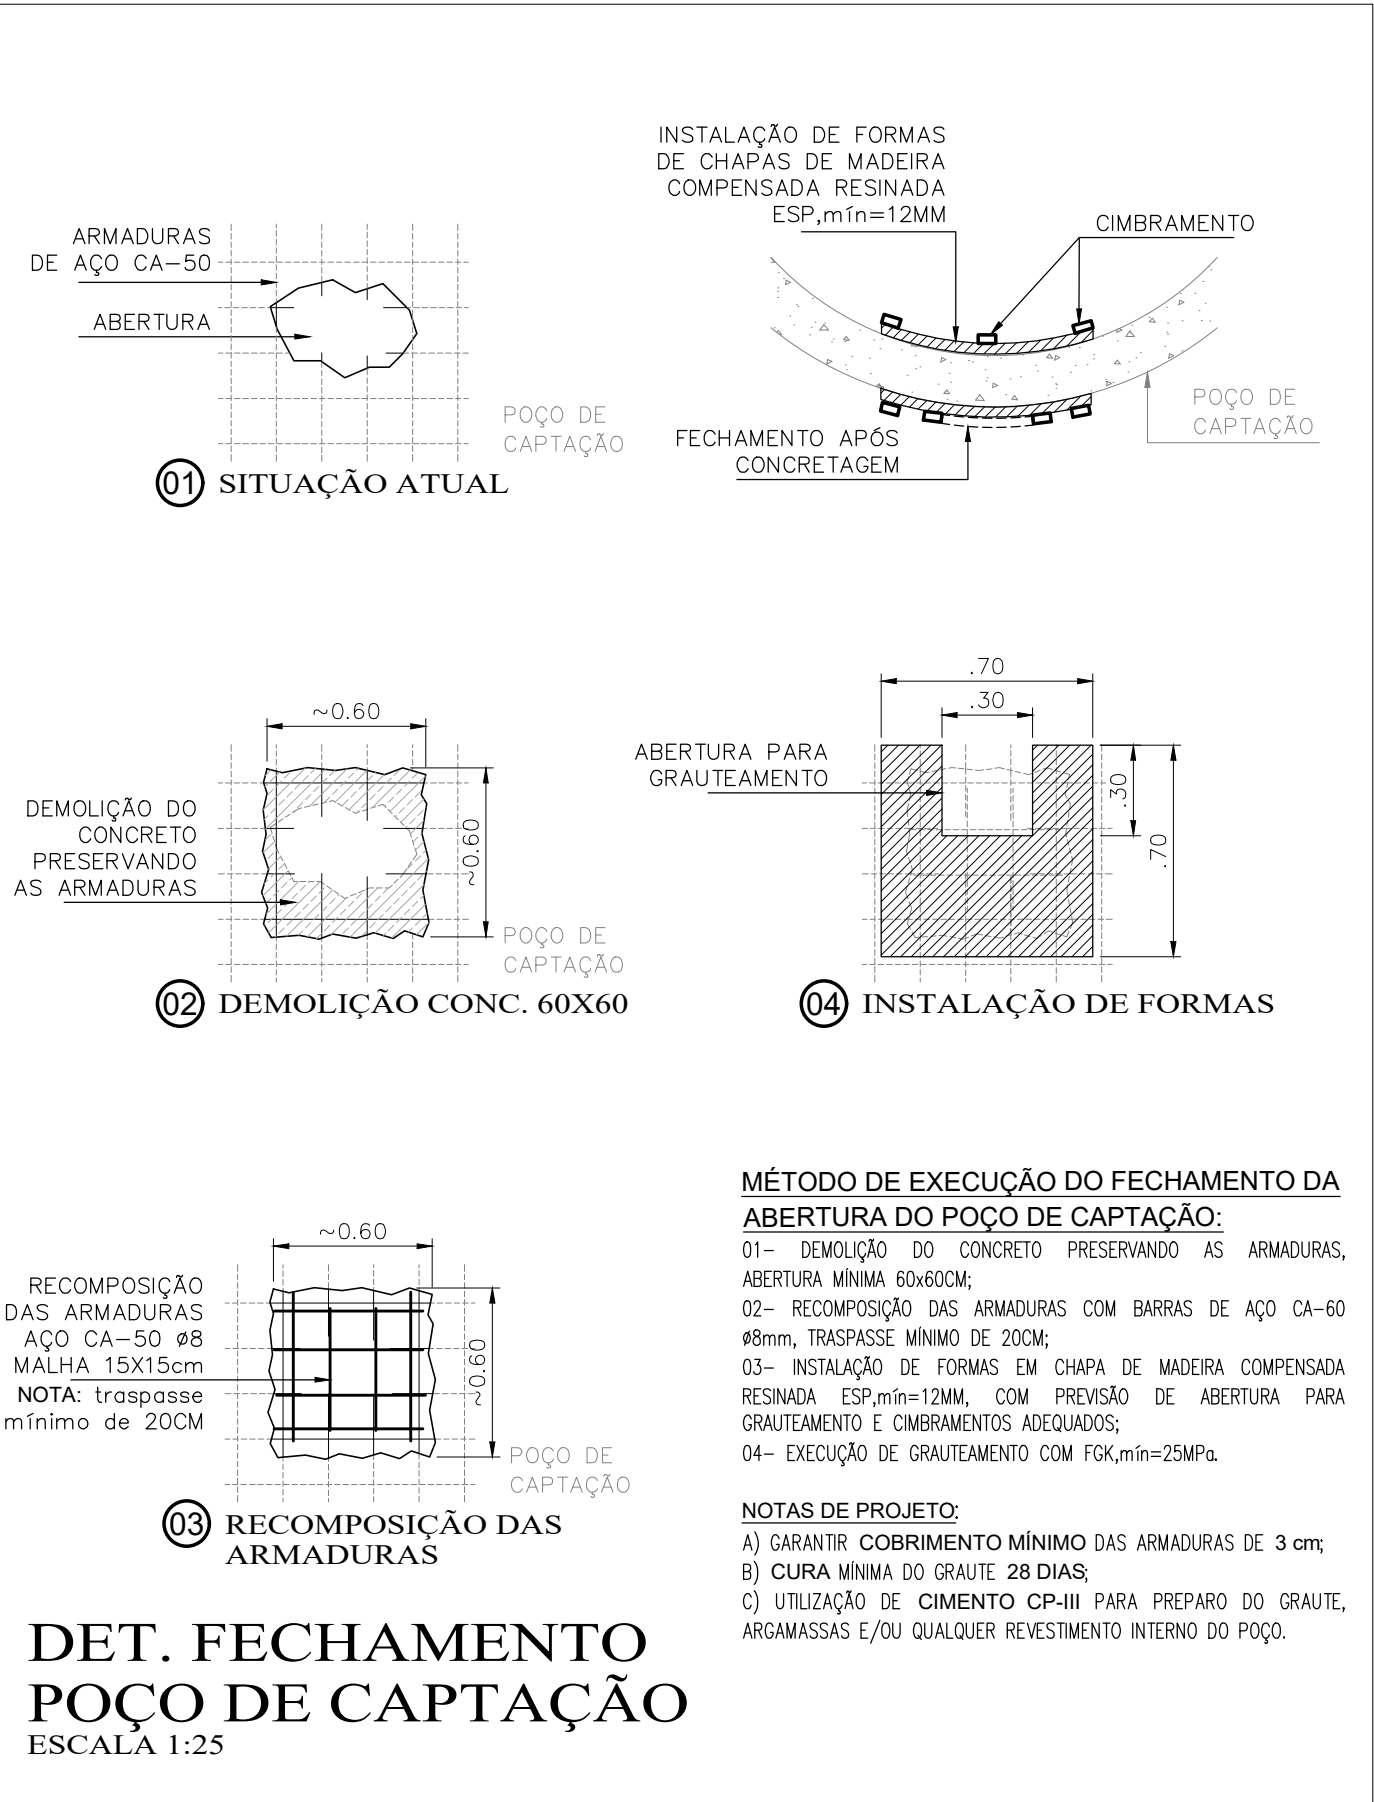 ARMADURAS
DE AÇO CA-50
ABERTURA
POÇO DE
CAPTAÇÃO
01 SITUAÇÃO ATUAL
INSTALAÇÃO DE FORMAS
DE CHAPAS DE MADEIRA
COMPENSADA RESINADA
ESP,mín=12MM
CIMBRAMENTO
POÇO DE
CAPTAÇÃO
FECHAMENTO APÓS
CONCRETAGEM
~0.60
DEMOLIÇÃO DO
CONCRETO
PRESERVANDO
AS ARMADURAS
~0.60
POÇO DE
CAPTAÇÃO
02 DEMOLIÇÃO CONC. 60X60
.70
.30
ABERTURA PARA
GRAUTEAMENTO
.30
.70
04 INSTALAÇÃO DE FORMAS
~0.60
RECOMPOSIÇÃO
DAS ARMADURAS
AÇO CA-50 ø8
MALHA 15X15cm
NOTA: traspasse
mínimo de 20CM
~0.60
POÇO DE
CAPTAÇÃO
03 RECOMPOSIÇÃO DAS
ARMADURAS
MÉTODO DE EXECUÇÃO DO FECHAMENTO DA
ABERTURA DO POÇO DE CAPTAÇÃO:
01- DEMOLIÇÃO DO CONCRETO PRESERVANDO AS ARMADURAS,
ABERTURA MÍNIMA 60x60CM;
02- RECOMPOSIÇÃO DAS ARMADURAS COM BARRAS DE AÇO CA-60
ø8mm, TRASPASSE MÍNIMO DE 20CM;
03- INSTALAÇÃO DE FORMAS EM CHAPA DE MADEIRA COMPENSADA
RESINADA ESP,mín=12MM, COM PREVISÃO DE ABERTURA PARA
GRAUTEAMENTO E CIMBRAMENTOS ADEQUADOS;
04- EXECUÇÃO DE GRAUTEAMENTO COM FGK,mín=25MPa.
NOTAS DE PROJETO:
A) GARANTIR COBRIMENTO MÍNIMO DAS ARMADURAS DE 3 cm;
B) CURA MÍNIMA DO GRAUTE 28 DIAS;
C) UTILIZAÇÃO DE CIMENTO CP-III PARA PREPARO DO GRAUTE,
ARGAMASSAS E/OU QUALQUER REVESTIMENTO INTERNO DO POÇO.
DET. FECHAMENTO
POÇO DE CAPTAÇÃO
ESCALA 1:25